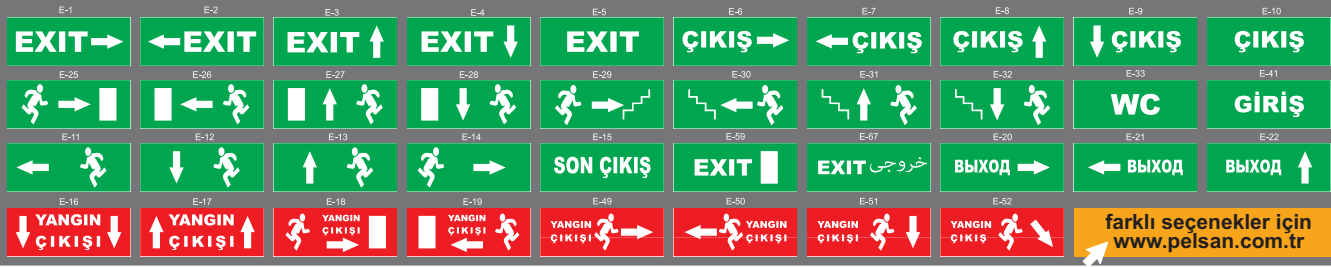 E-1 E-2 E-3 E-4 E-5 E-6 E-7 E-8 E-9 E-10
EXIT EXIT EXIT EXIT EXIT ÇIKIŞ ÇIKIŞ ÇIKIŞ ÇIKIŞ ÇIKIŞ
E-25 E-26 E-27 E-28 E-29 E-30 E-31 E-32 E-33 E-41
WC GİRİŞ
E-11 E-12 E-13 E-14 E-15 E-59 E-67 E-20 E-21 E-22
SON ÇIKIŞ EXIT EXIT خروجی ВЫХОД ВЫХОД ВЫХОД
E-16 E-17 E-18 E-19 E-49 E-50 E-51 E-52
YANGIN YANGIN YANGIN YANGIN YANGIN YANGIN YANGIN YANGIN
ÇIKIŞI ÇIKIŞI ÇIKIŞI ÇIKIŞI ÇIKIŞI ÇIKIŞI ÇIKIŞI ÇIKIŞ
farklı seçenekler için
www.pelsan.com.tr